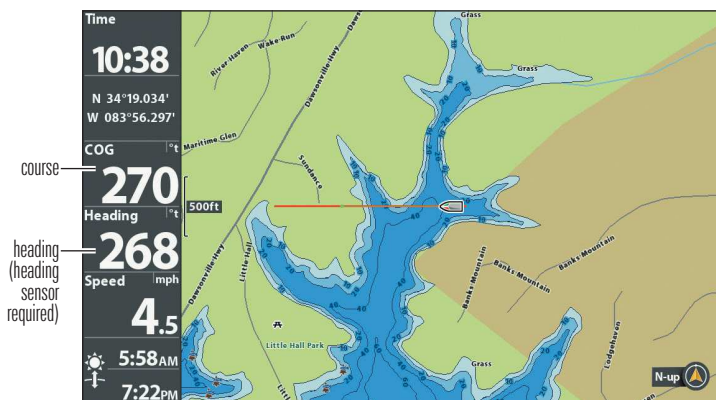 Time
10:38
N 34°19.034'
W 083°56.297'
COG °t
270
Heading °t
268
Speed mph
4.5
5:58AM
7:22PM
course
heading
(heading
sensor
required)
500ft
Grass
Grass
Wake-Run
River-Haven
Dawsonville-Hwy
Maritime-Glen
Sundance
Little-Hall
Dawsonville-Hwy
Little Hall Park
Banks-Mountain
Banks-Mountain
Banks-Mountain
Lodgehaven
Grass
N-up